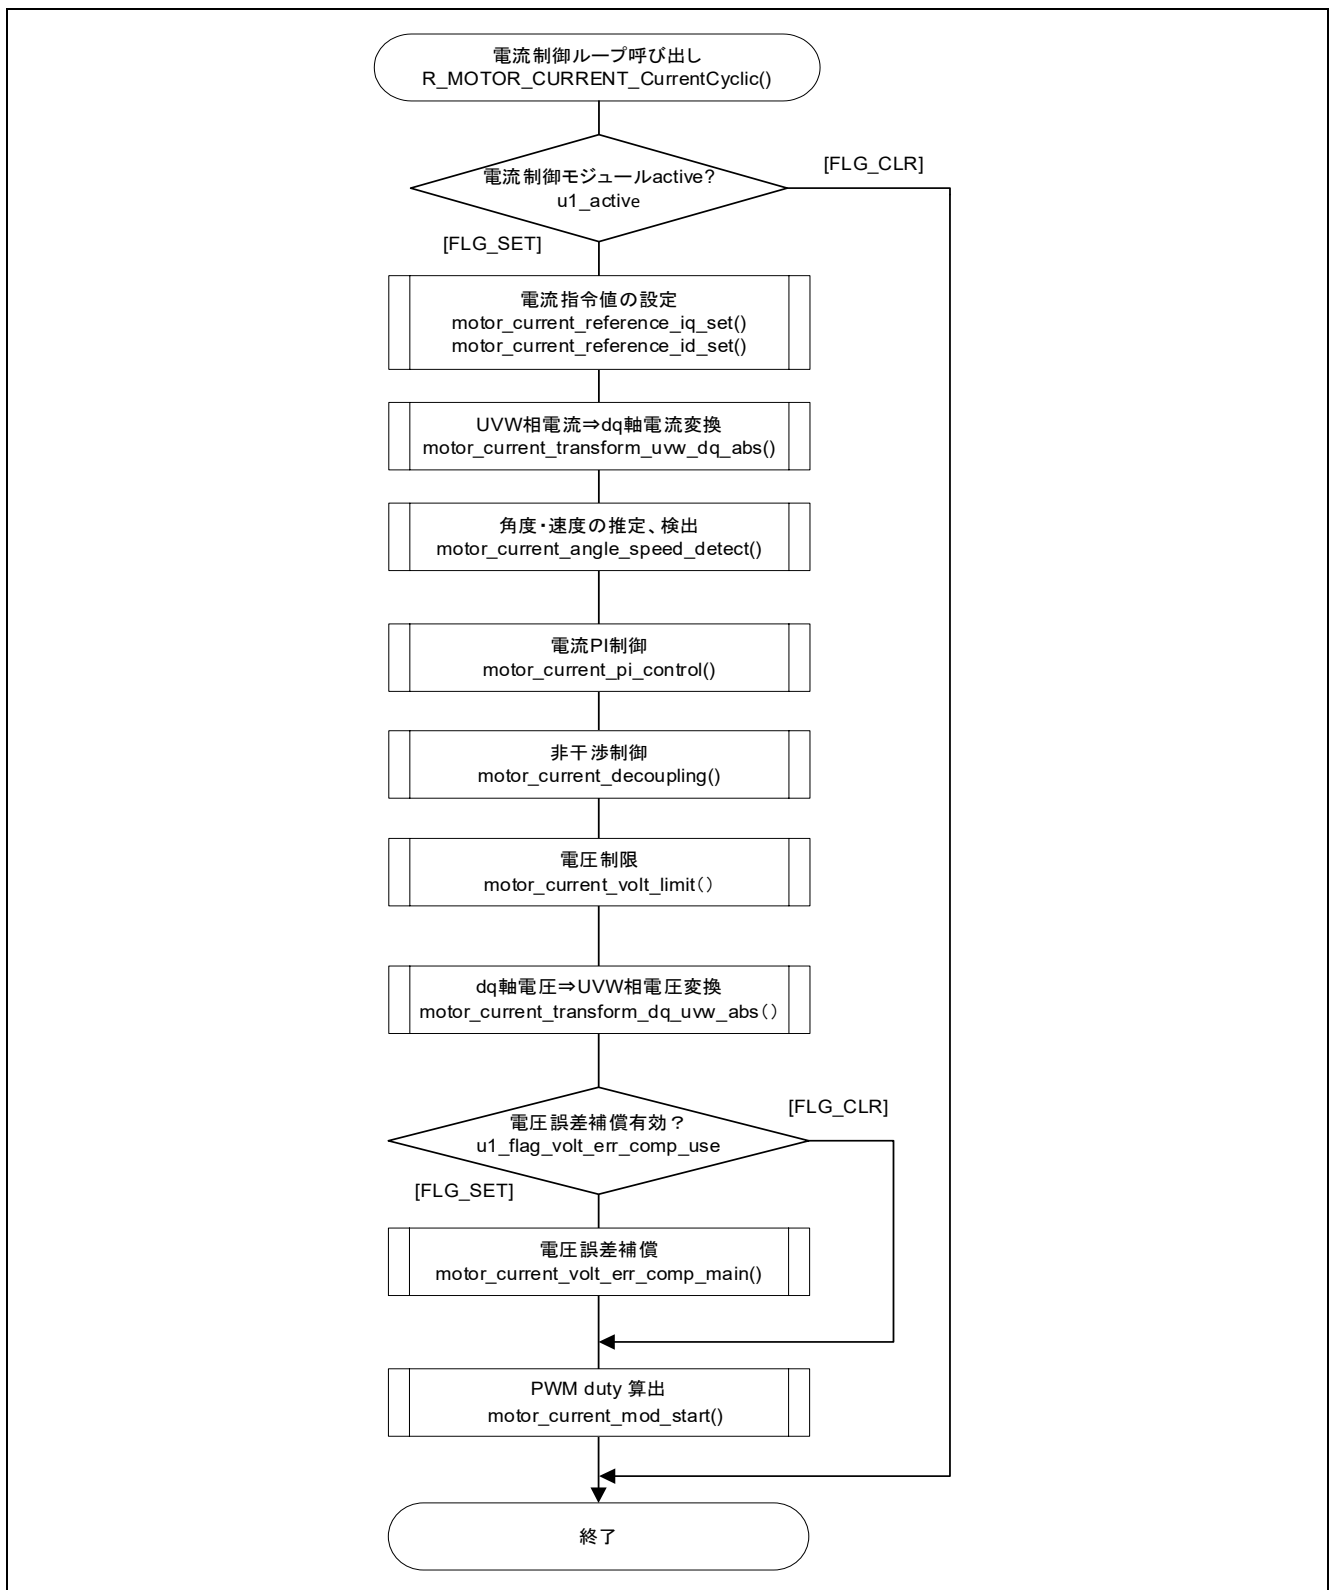 電流制御ループ呼び出し
R_MOTOR_CURRENT_CurrentCyclic()
[FLG_CLR]
電流制御モジュールactive?
u1_active
[FLG_SET]
電流指令値の設定
motor_current_reference_iq_set()
motor_current_reference_id_set()
UVW相電流⇒dq軸電流変換
motor_current_transform_uvw_dq_abs()
角度・速度の推定、検出
motor_current_angle_speed_detect()
電流PI制御
motor_current_pi_control()
非干渉制御
motor_current_decoupling()
電圧制限
motor_current_volt_limit（）
dq軸電圧⇒UVW相電圧変換
motor_current_transform_dq_uvw_abs（）
[FLG_CLR]
電圧誤差補償有効？
u1_flag_volt_err_comp_use
[FLG_SET]
電圧誤差補償
motor_current_volt_err_comp_main()
PWM duty 算出
motor_current_mod_start()
終了